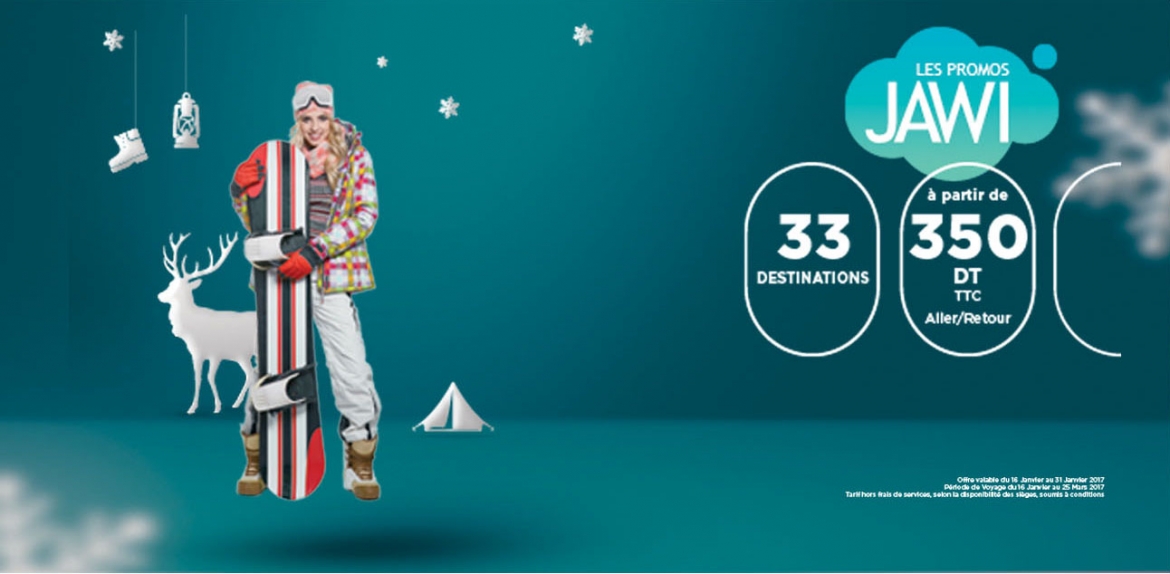 LES PROMOS
JAWI
33
DESTINATIONS
à partir de
350
DT
TTC
Aller/Retour
Offre valable du 16 Janvier au 31 Janvier 2017
Période de Voyage du 16 Janvier au 25 Mars 2017
Tarif hors frais de services, selon la disponibilité des sièges, soumis à conditions